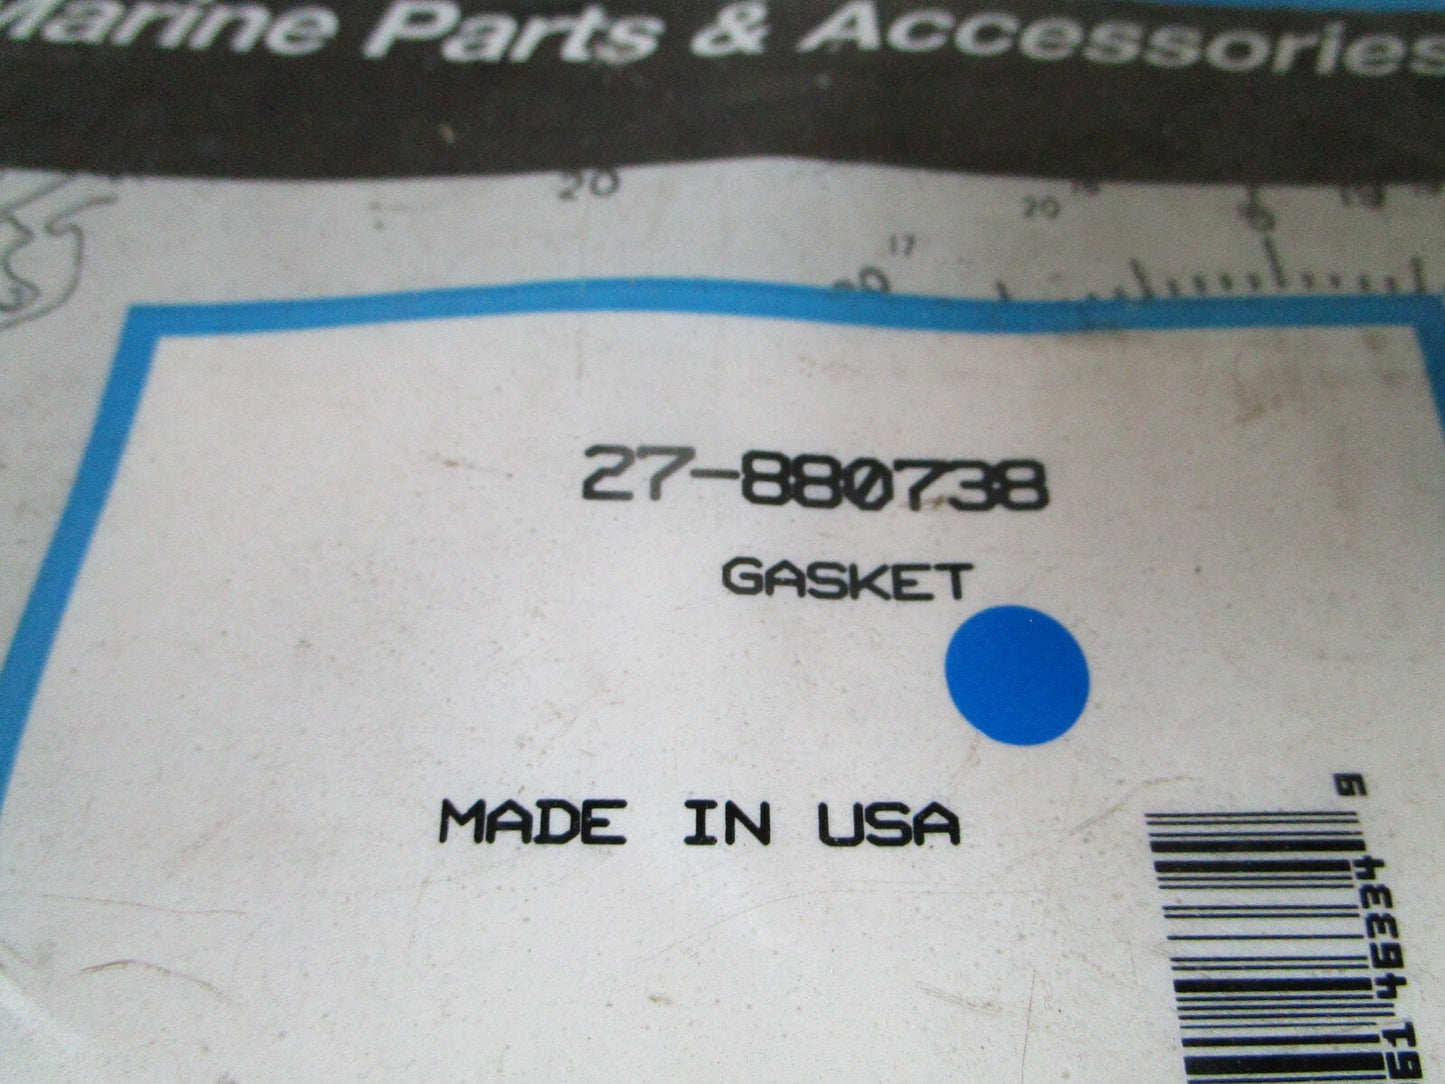 Marine Parts & Accessories
20
20
17
27-880738
GASKET
MADE IN USA